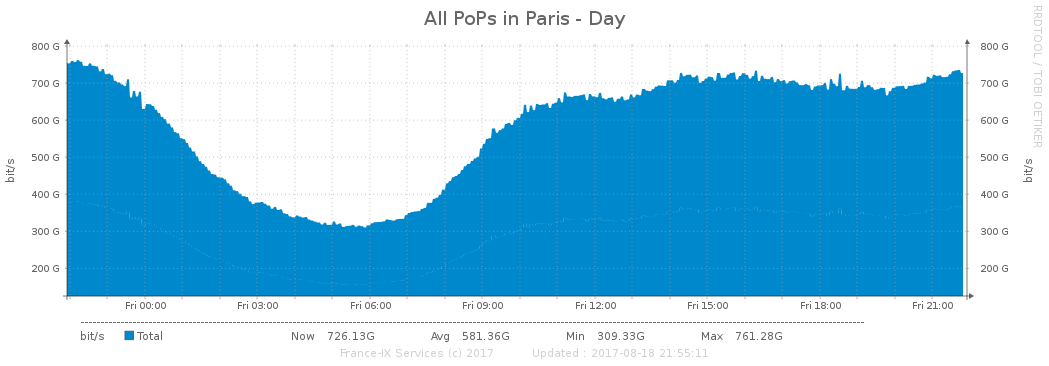 All PoPs in Paris - Day
RRDTOOL / TOBI OETIKER
bit/s
800 G
700 G
600 G
500 G
400 G
300 G
200 G
800 G
700 G
600 G
500 G
400 G
300 G
200 G
bit/s
Fri 00:00 Fri 03:00 Fri 06:00 Fri 09:00 Fri 12:00 Fri 15:00 Fri 18:00 Fri 21:00
bit/s Total Now 726.13G Avg 581.36G Min 309.33G Max 761.28G
France-IX Services (c) 2017 Updated : 2017-08-18 21:55:11